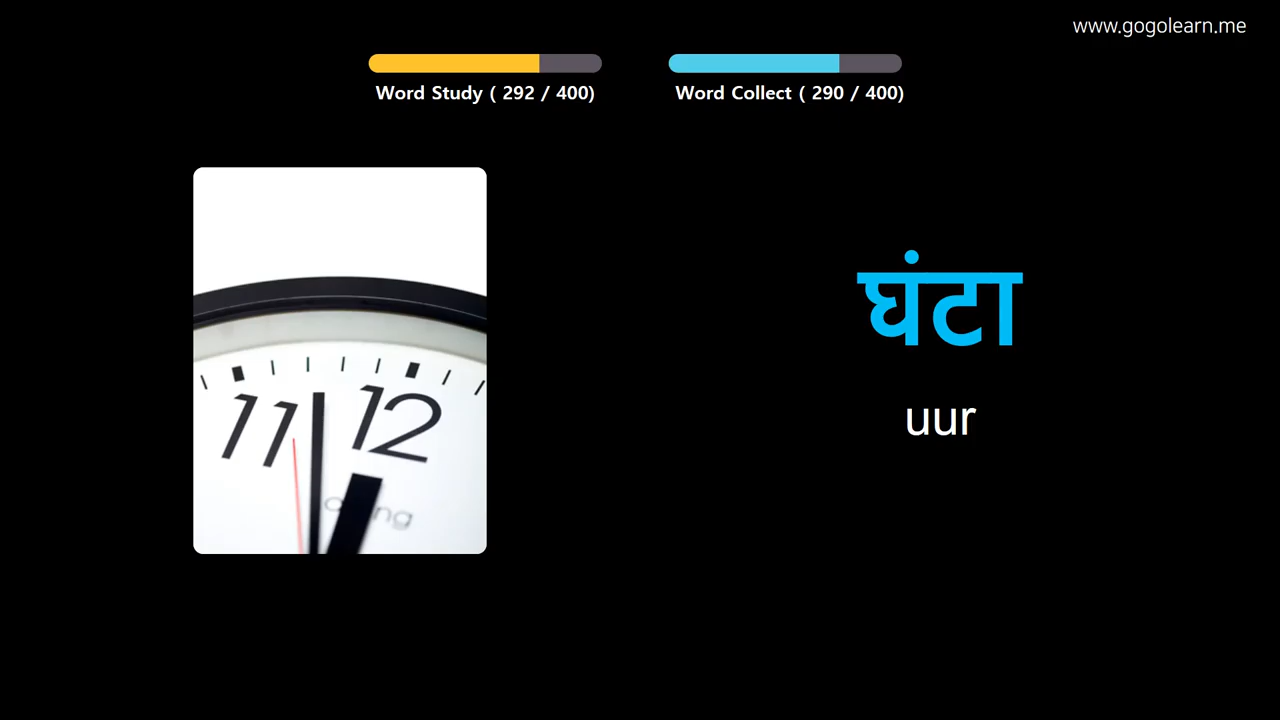 www.gogolearn.me
Word Study ( 292 / 400)
Word Collect ( 290 / 400)
11 12
घंटा
uur